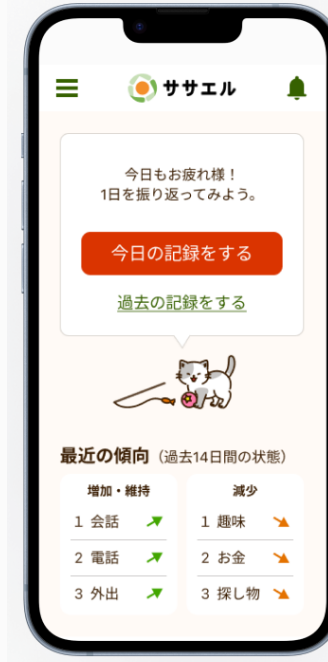 ササエル
今日もお疲れ様！
1日を振り返ってみよう。
今日の記録をする
過去の記録をする
最近の傾向（過去14日間の状態）
増加・維持
1 会話
2 電話
3 外出
減少
1 趣味
2 お金
3 探し物